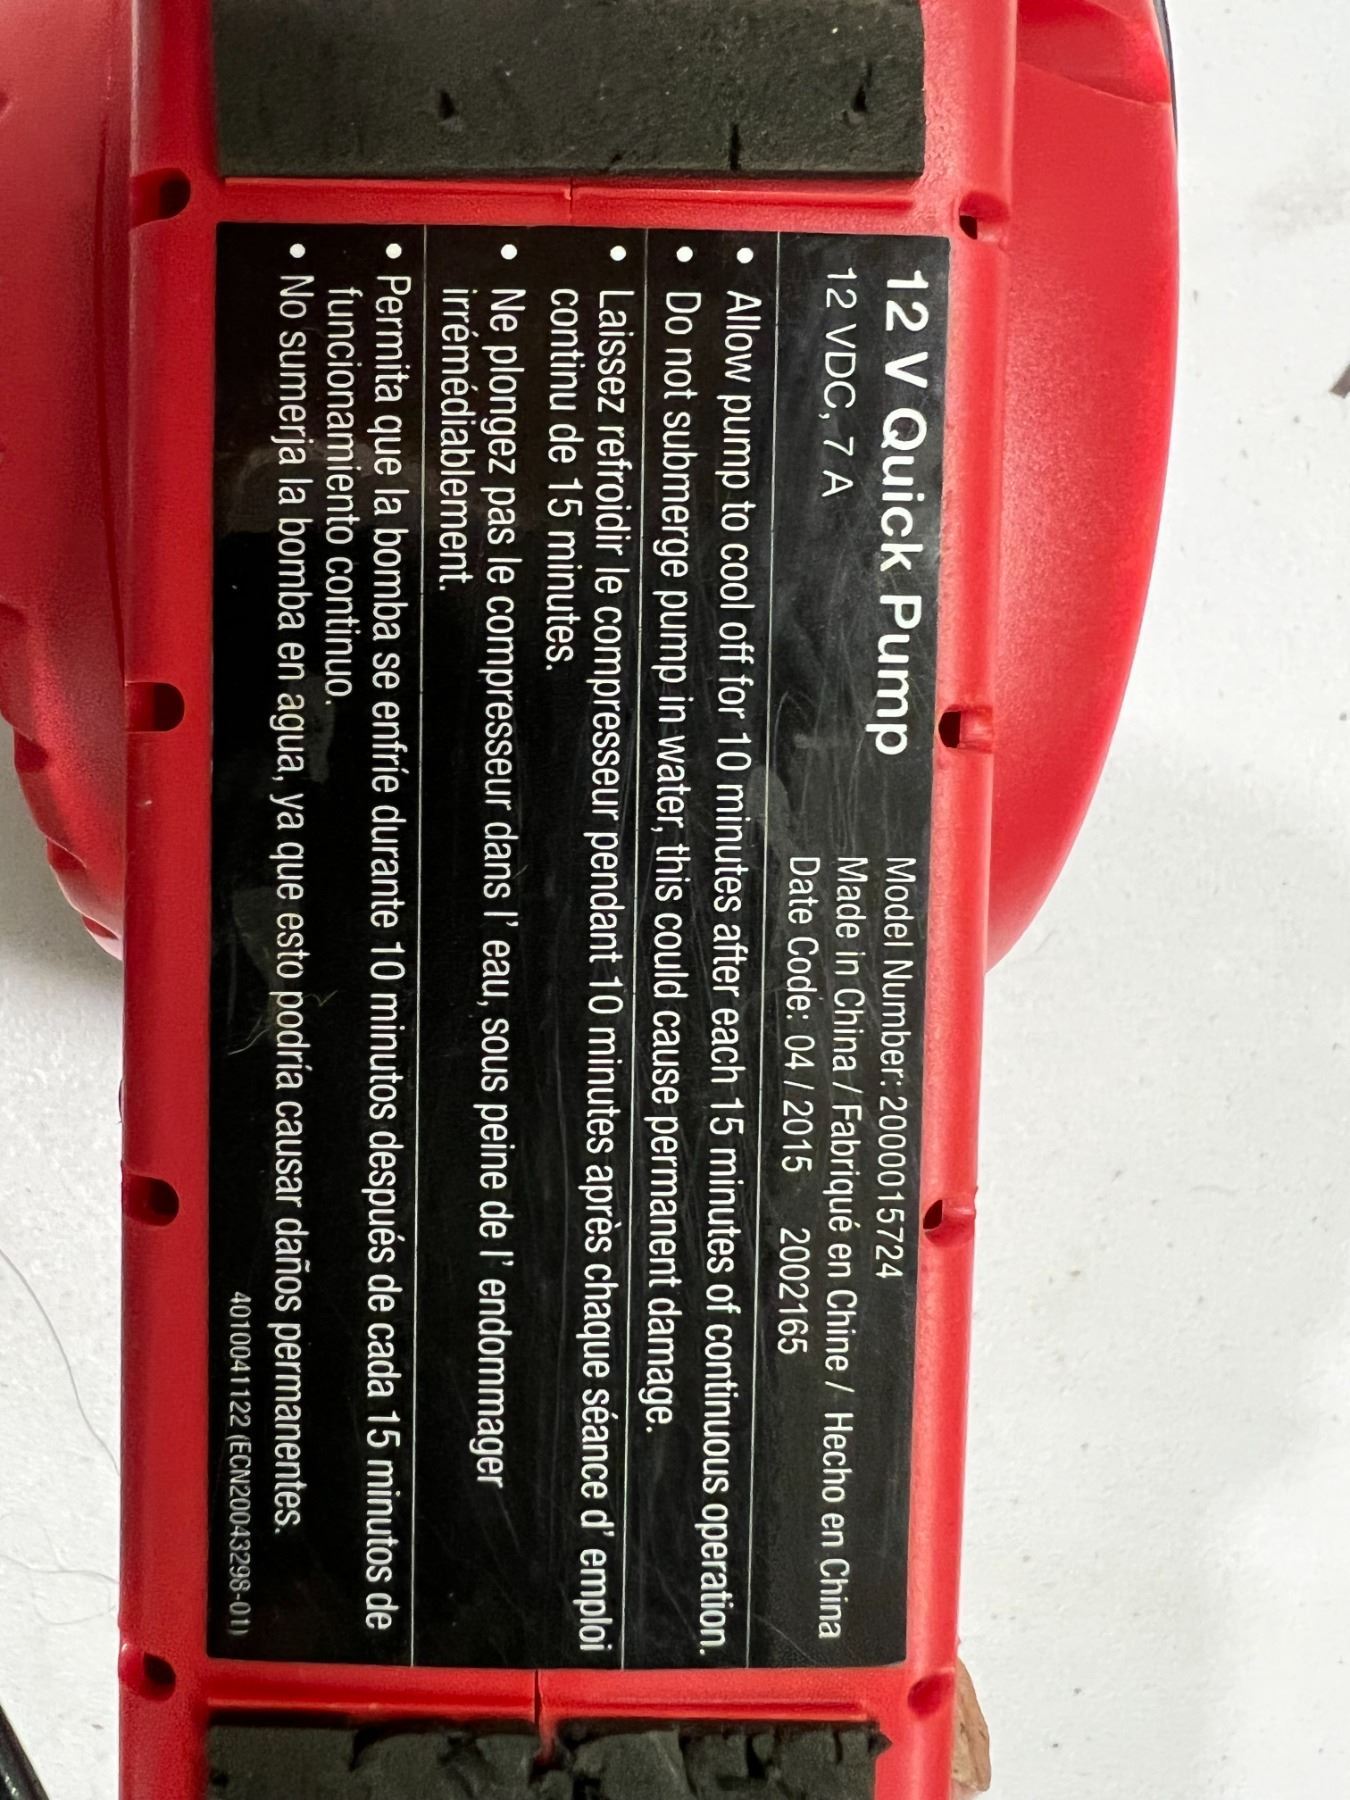 12 V Quick Pump
12 VDC, 7 A
Model Number: 2000015724
Made in China / Fabriqué en Chine / Hecho en China
Date Code: 04 / 2015 2002165
• Allow pump to cool off for 10 minutes after each 15 minutes of continuous operation.
• Do not submerge pump in water, this could cause permanent damage.
• Laissez refroidir le compresseur pendant 10 minutes après chaque séance d' emploi
continu de 15 minutes.
• Ne plongez pas le compresseur dans l' eau, sous peine de l' endommager
irrémédiablement.
• Permita que la bomba se enfríe durante 10 minutos después de cada 15 minutos de
funcionamiento continuo.
• No sumerja la bomba en agua, ya que esto podría causar daños permanentes.
4010041122 (ECN20043298-01)